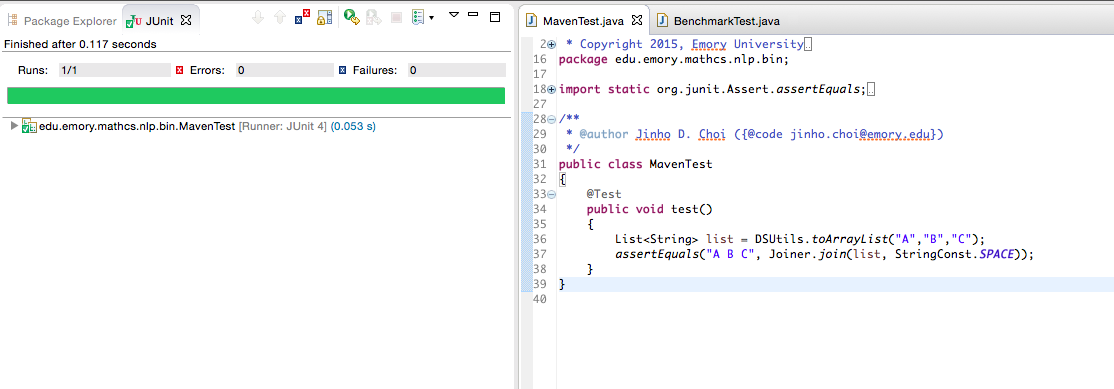 Package Explorer
JUnit
Finished after 0.117 seconds
Runs: 1/1
Errors: 0
Failures: 0
edu.emory.mathcs.nlp.bin.MavenTest [Runner: JUnit 4] (0.053 s)
MavenTest.java
BenchmarkTest.java
2 * Copyright 2015, Emory University
16 package edu.emory.mathcs.nlp.bin;
17
18 import static org.junit.Assert.assertEquals;
27
28 /**
29 * @author Jinho D. Choi ({@code jinho.choi@emory.edu})
30 */
31 public class MavenTest
32 {
33 @Test
34 public void test()
35 {
36 List<String> list = DSUtils.toArrayList("A","B","C");
37 assertEquals("A B C", Joiner.join(list, StringConst.SPACE));
38 }
39 }
40